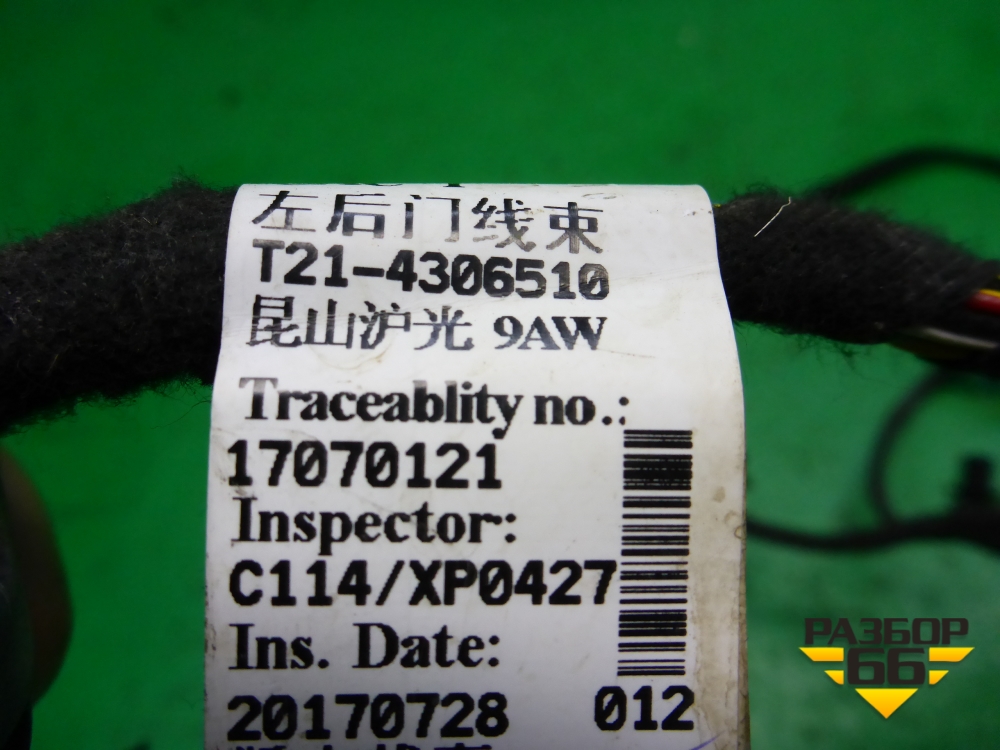 左后门线束
T21-4306510
昆山沪光 9AW
Traceablity no.:
17070121
Inspector:
C114/XP0427
Ins. Date:
20170728 012
РАЗБОР
66